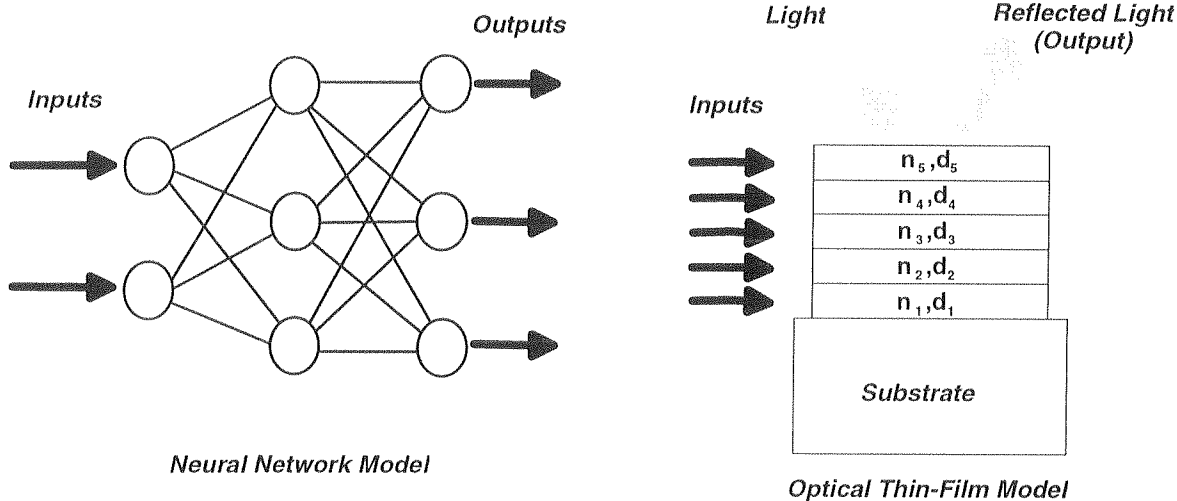 Outputs
Inputs
Neural Network Model
Light
Reflected Light
(Output)
Inputs
n₅,d₅
n₄,d₄
n₃,d₃
n₂,d₂
n₁,d₁
Substrate
Optical Thin-Film Model